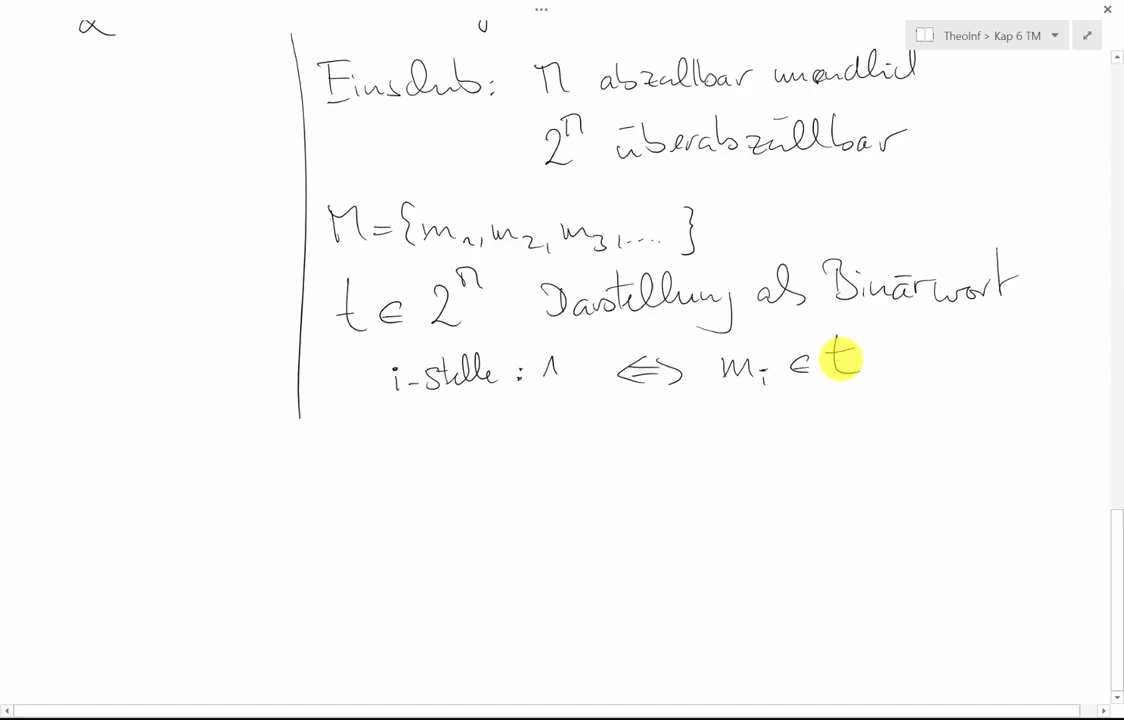 α
TheoInf > Kap 6 TM
Einschub: M abzählbar unendlich
2^M überabzählbar
M = {m₁, m₂, m₃, .... }
t ∈ 2^M Darstellung als Binärwort
i-stelle : 1 ⇔ mᵢ ∈ t